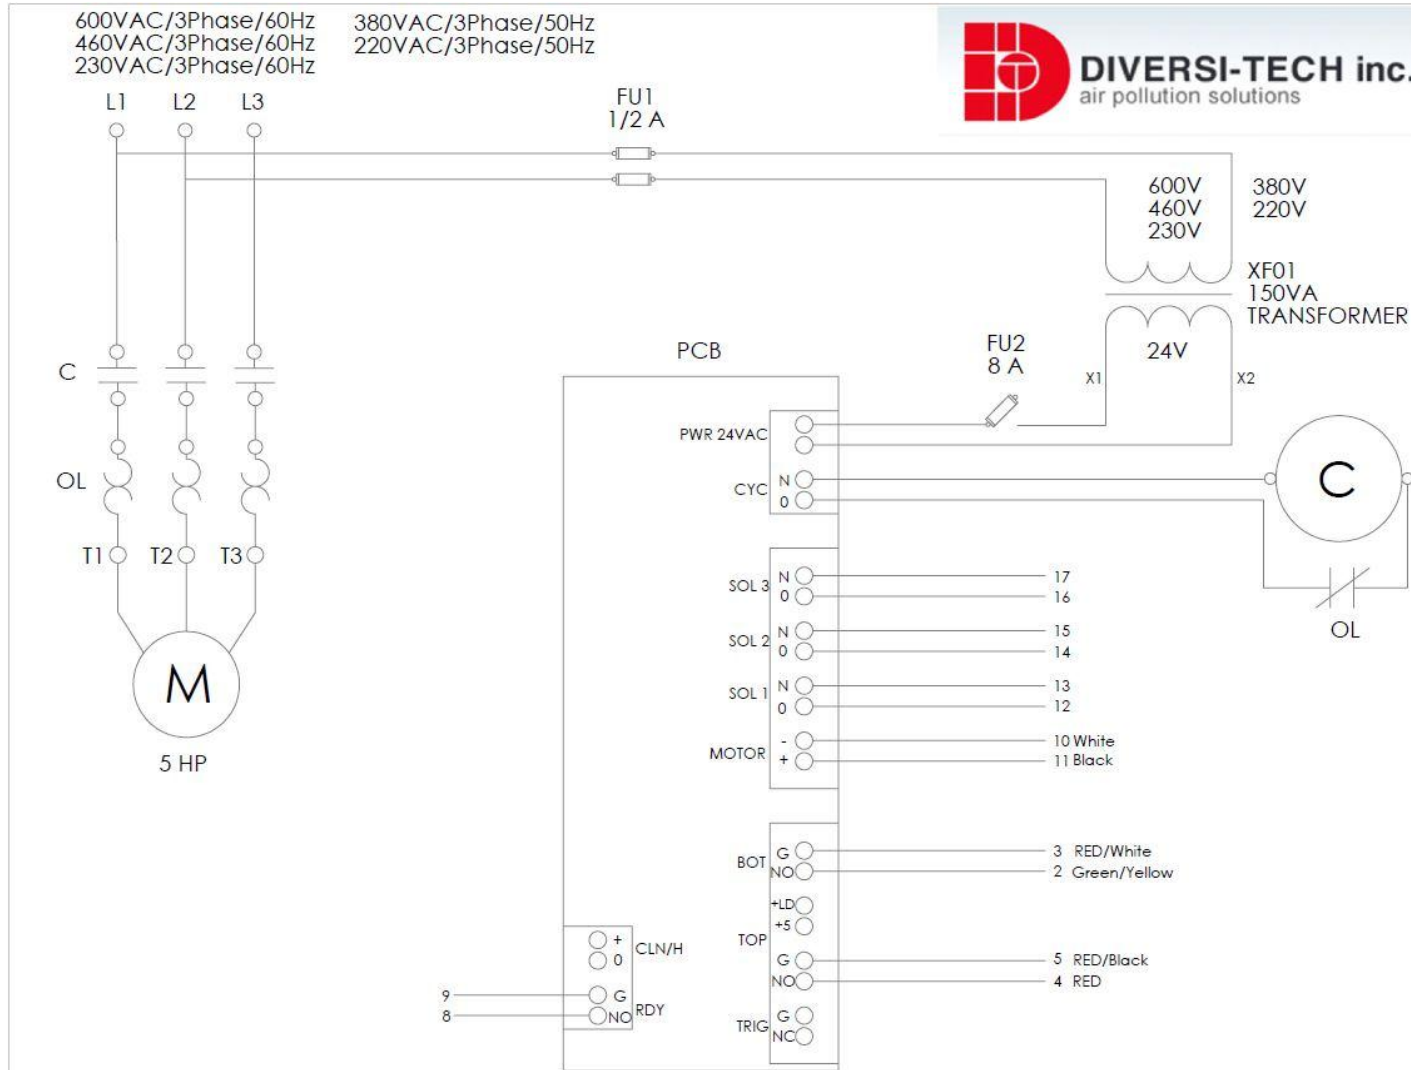 600VAC/3Phase/60Hz 380VAC/3Phase/50Hz
460VAC/3Phase/60Hz 220VAC/3Phase/50Hz
230VAC/3Phase/60Hz
DIVERSI-TECH inc.
air pollution solutions
L1 L2 L3
FU1
1/2 A
600V 380V
460V 220V
230V
XF01
150VA
TRANSFORMER
24V
X1 X2
FU2
8 A
PCB
C
OL
T1 T2 T3
M
5 HP
PWR 24VAC
CYC
N
0
C
OL
SOL 3
N 17
0 16
SOL 2
N 15
0 14
SOL 1
N 13
0 12
MOTOR
- 10 White
+ 11 Black
BOT
G 3 RED/White
NO 2 Green/Yellow
+LD
+5
TOP
G 5 RED/Black
NO 4 RED
TRIG
G
NC
+ CLN/H
0
9 G RDY
8 NO